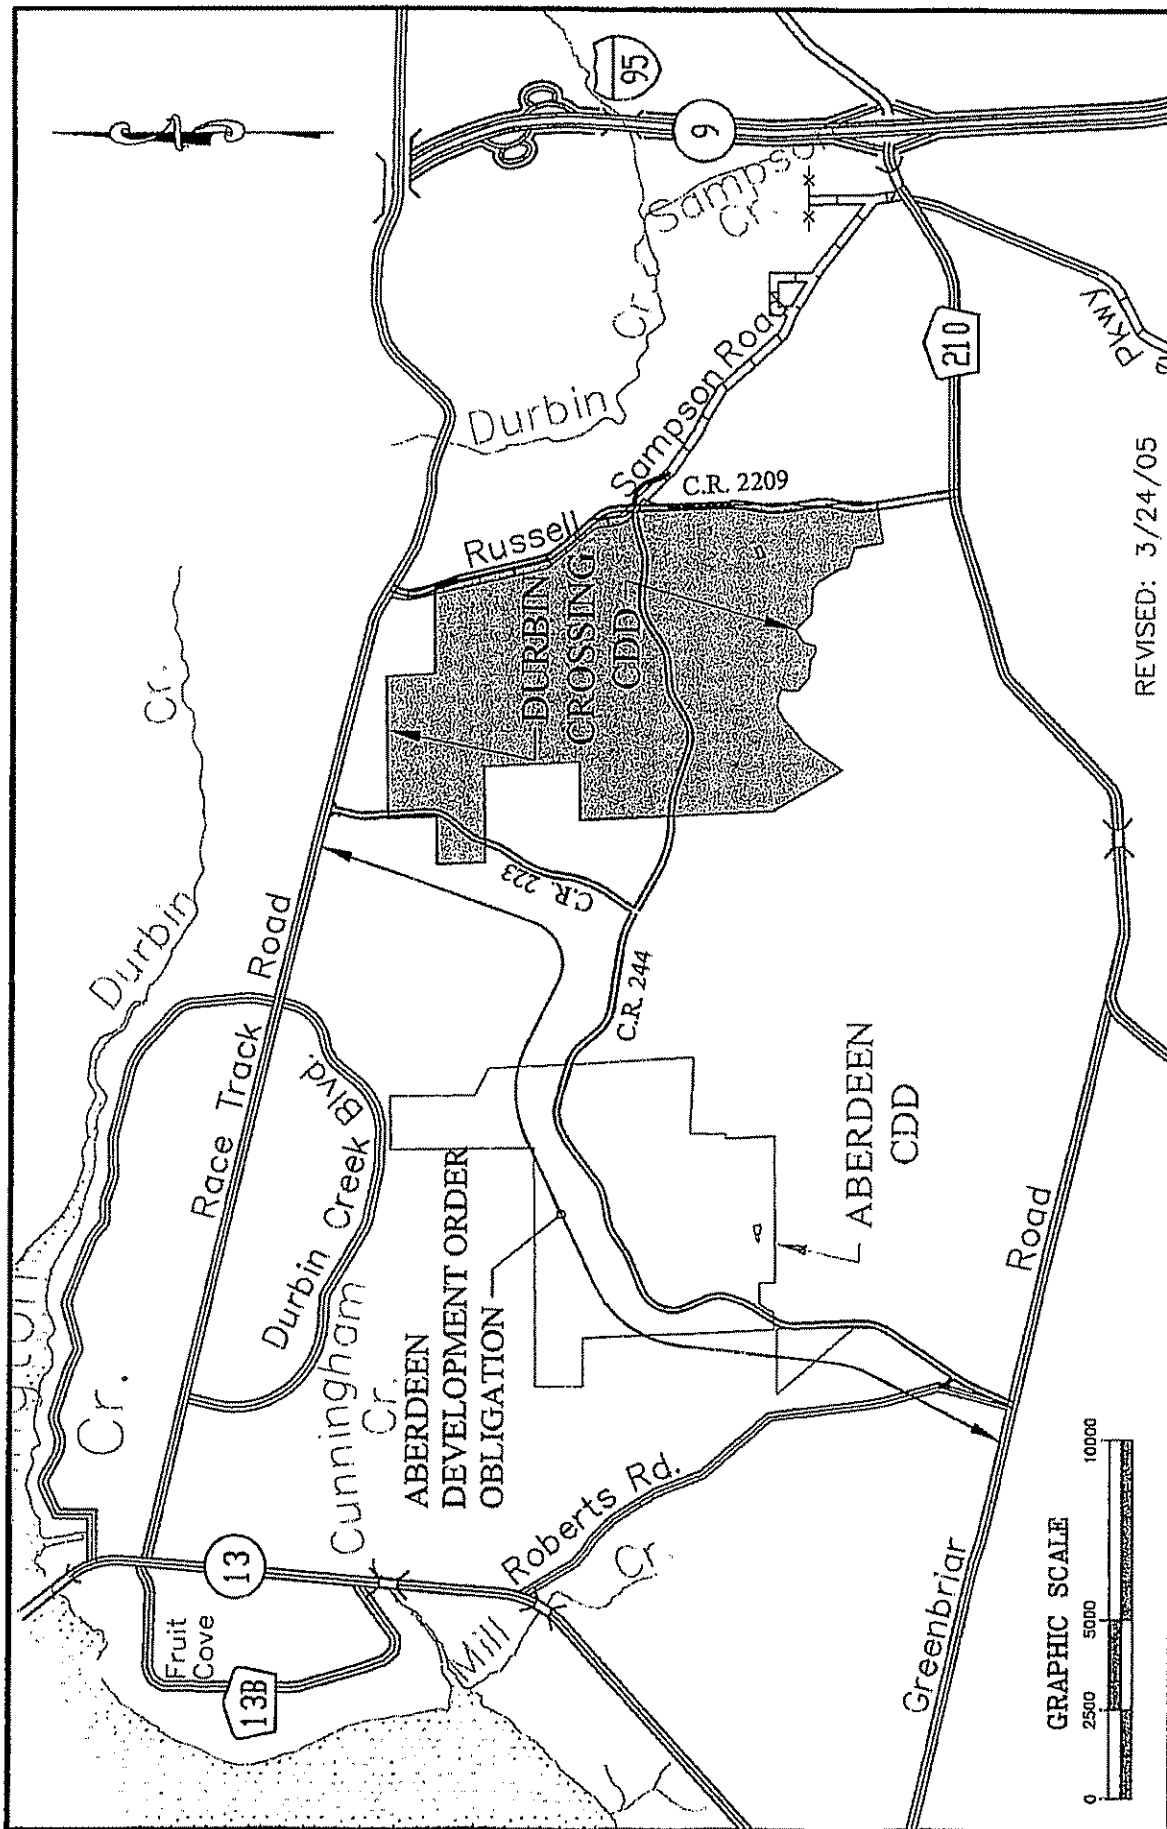 95
9
Sampson
Cr.
Cr.
Durbin
Sampson Road
210
Pkwy
C.R. 2209
Russell
DURBIN
CROSSING
CDD
REVISED: 3/24/05
Cr.
Durbin
Race Track Road
C.R. 223
C.R. 244
Durbin Creek Blvd.
ABERDEEN
CDD
ABERDEEN
DEVELOPMENT ORDER
OBLIGATION
Cunningham
Cr.
Cr.
13
Fruit
Cove
13B
Roberts Rd.
Mill
Cr.
Greenbriar Road
GRAPHIC SCALE
0 2500 5000 10000